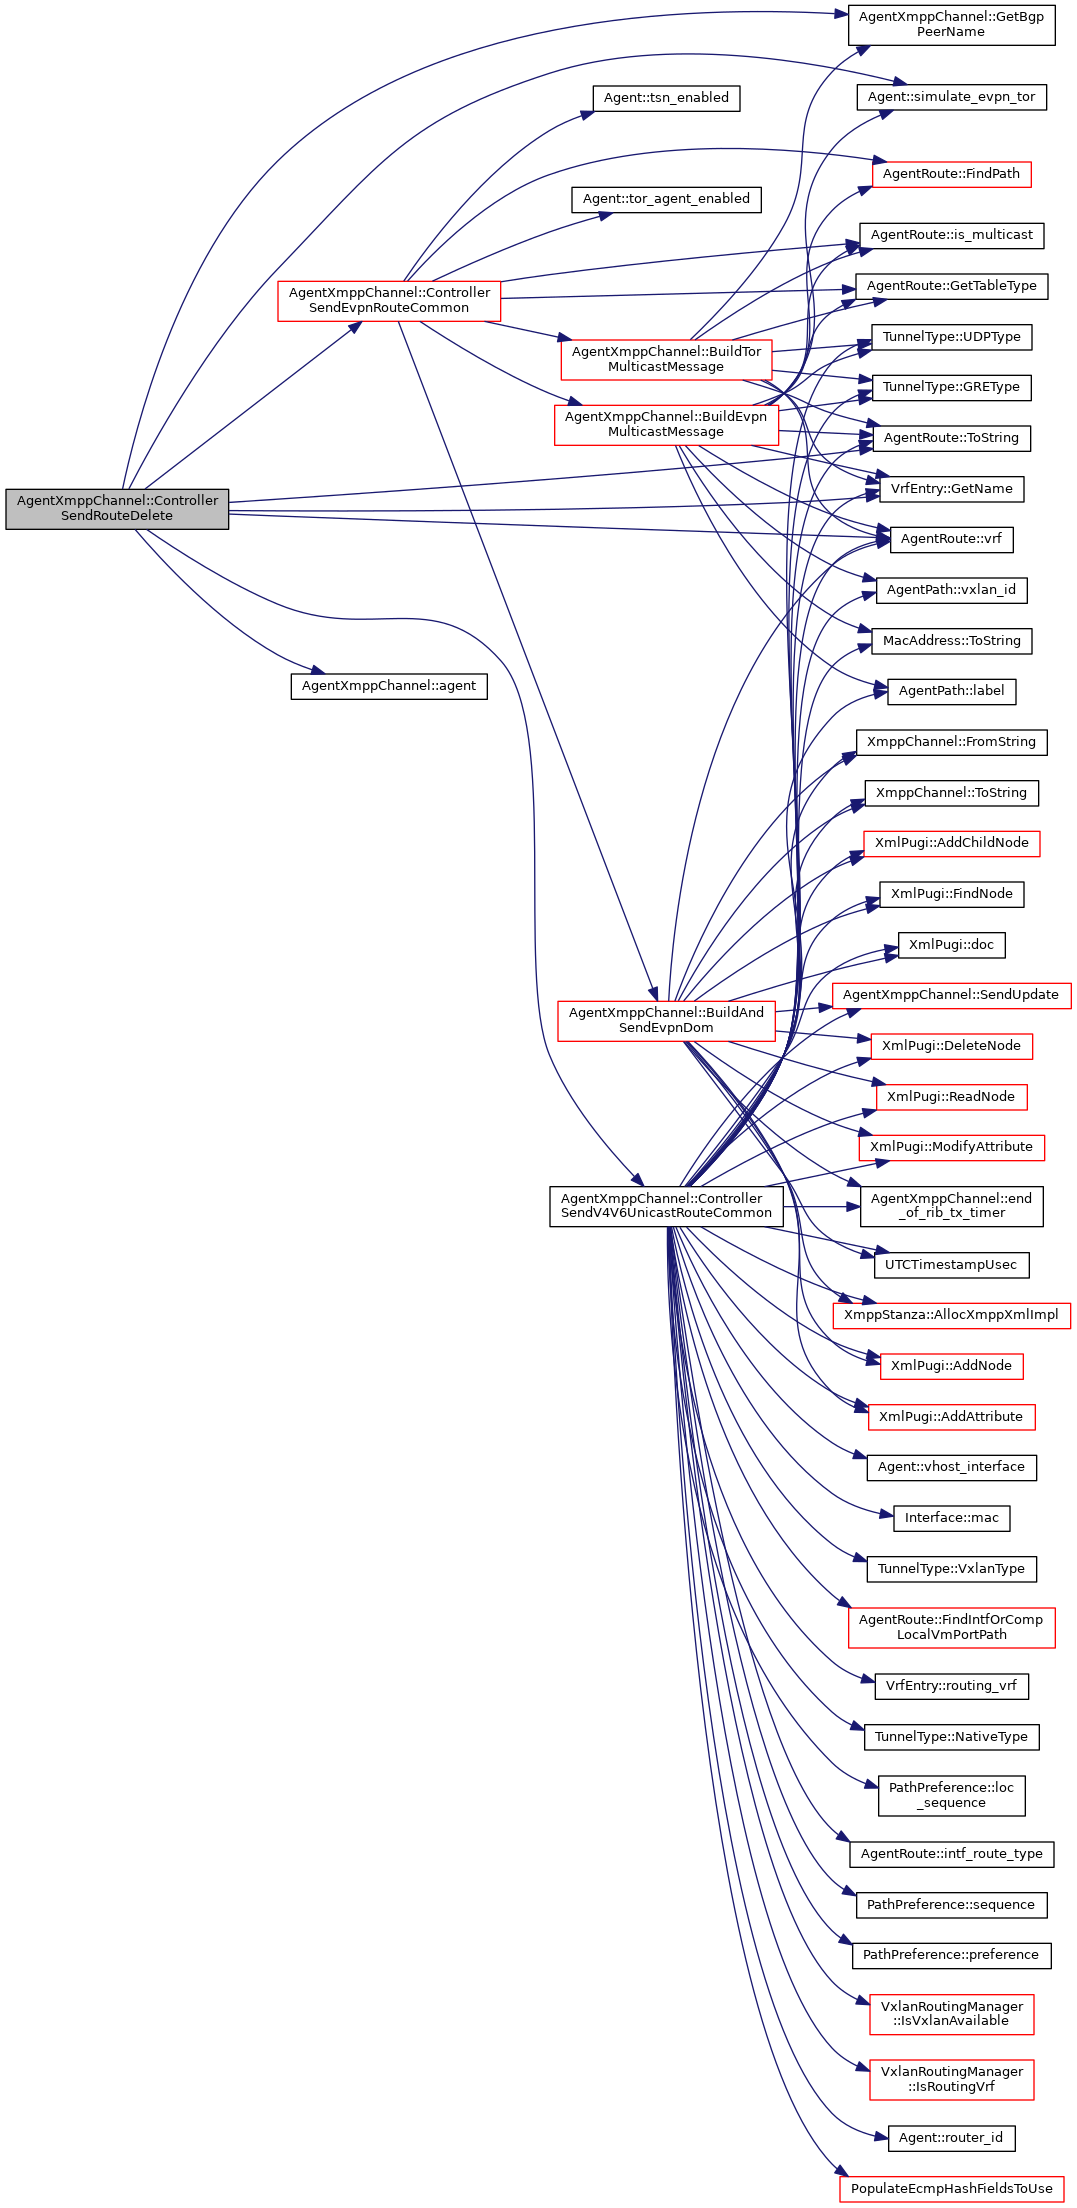 AgentXmppChannel::GetBgp
PeerName
Agent::simulate_evpn_tor
Agent::tsn_enabled
AgentRoute::FindPath
Agent::tor_agent_enabled
AgentRoute::is_multicast
AgentRoute::GetTableType
AgentXmppChannel::Controller
SendEvpnRouteCommon
TunnelType::UDPType
AgentXmppChannel::BuildTor
MulticastMessage
TunnelType::GREType
AgentXmppChannel::BuildEvpn
MulticastMessage
AgentRoute::ToString
VrfEntry::GetName
AgentXmppChannel::Controller
SendRouteDelete
AgentRoute::vrf
AgentPath::vxlan_id
MacAddress::ToString
AgentXmppChannel::agent
AgentPath::label
XmppChannel::FromString
XmppChannel::ToString
XmlPugi::AddChildNode
XmlPugi::FindNode
XmlPugi::doc
AgentXmppChannel::SendUpdate
AgentXmppChannel::BuildAnd
SendEvpnDom
XmlPugi::DeleteNode
XmlPugi::ReadNode
XmlPugi::ModifyAttribute
AgentXmppChannel::Controller
SendV4V6UnicastRouteCommon
AgentXmppChannel::end
_of_rib_tx_timer
UTCTimestampUsec
XmppStanza::AllocXmppXmlImpl
XmlPugi::AddNode
XmlPugi::AddAttribute
Agent::vhost_interface
Interface::mac
TunnelType::VxlanType
AgentRoute::FindIntfOrComp
LocalVmPortPath
VrfEntry::routing_vrf
TunnelType::NativeType
PathPreference::loc
_sequence
AgentRoute::intf_route_type
PathPreference::sequence
PathPreference::preference
VxlanRoutingManager
::IsVxlanAvailable
VxlanRoutingManager
::IsRoutingVrf
Agent::router_id
PopulateEcmpHashFieldsToUse